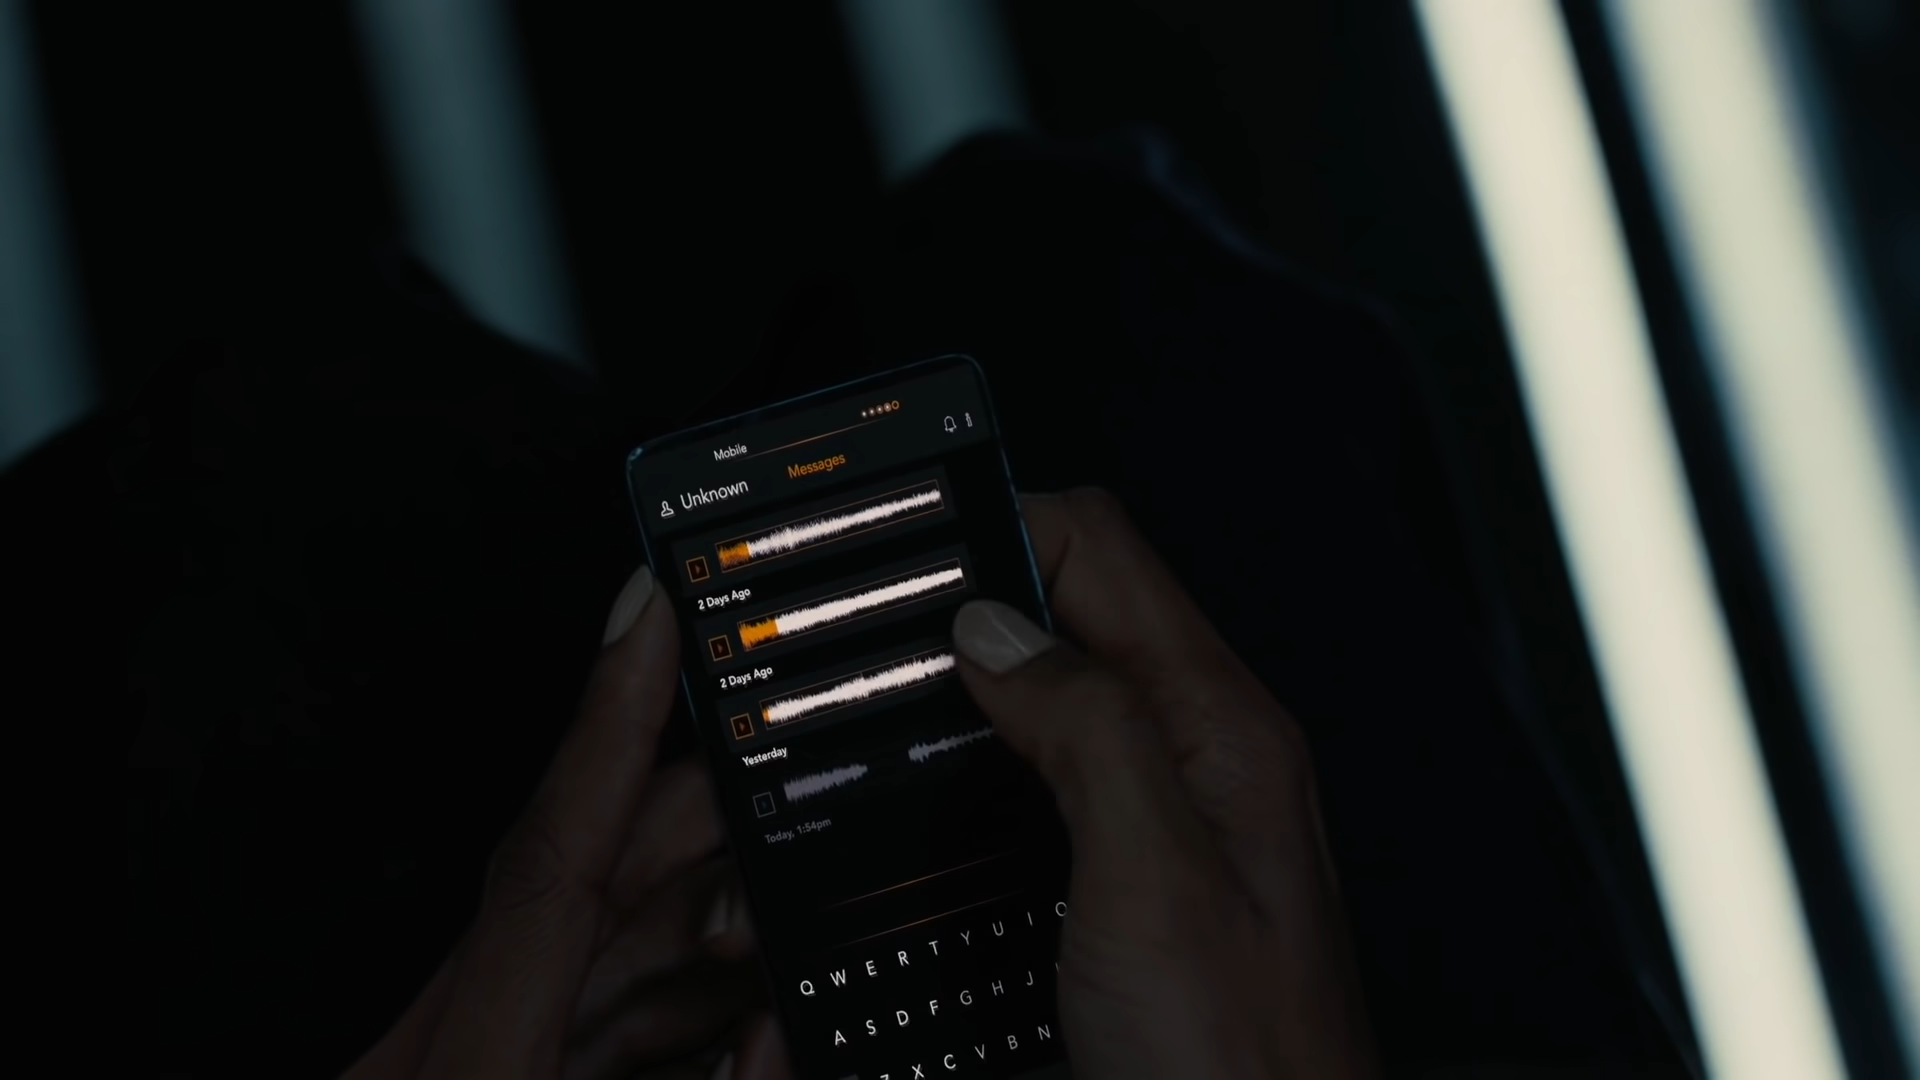 Mobile
Messages
Unknown
2 Days Ago
2 Days Ago
Yesterday
Today, 1:54pm
Q W E R T Y U I O
A S D F G H J
Z X C V B N